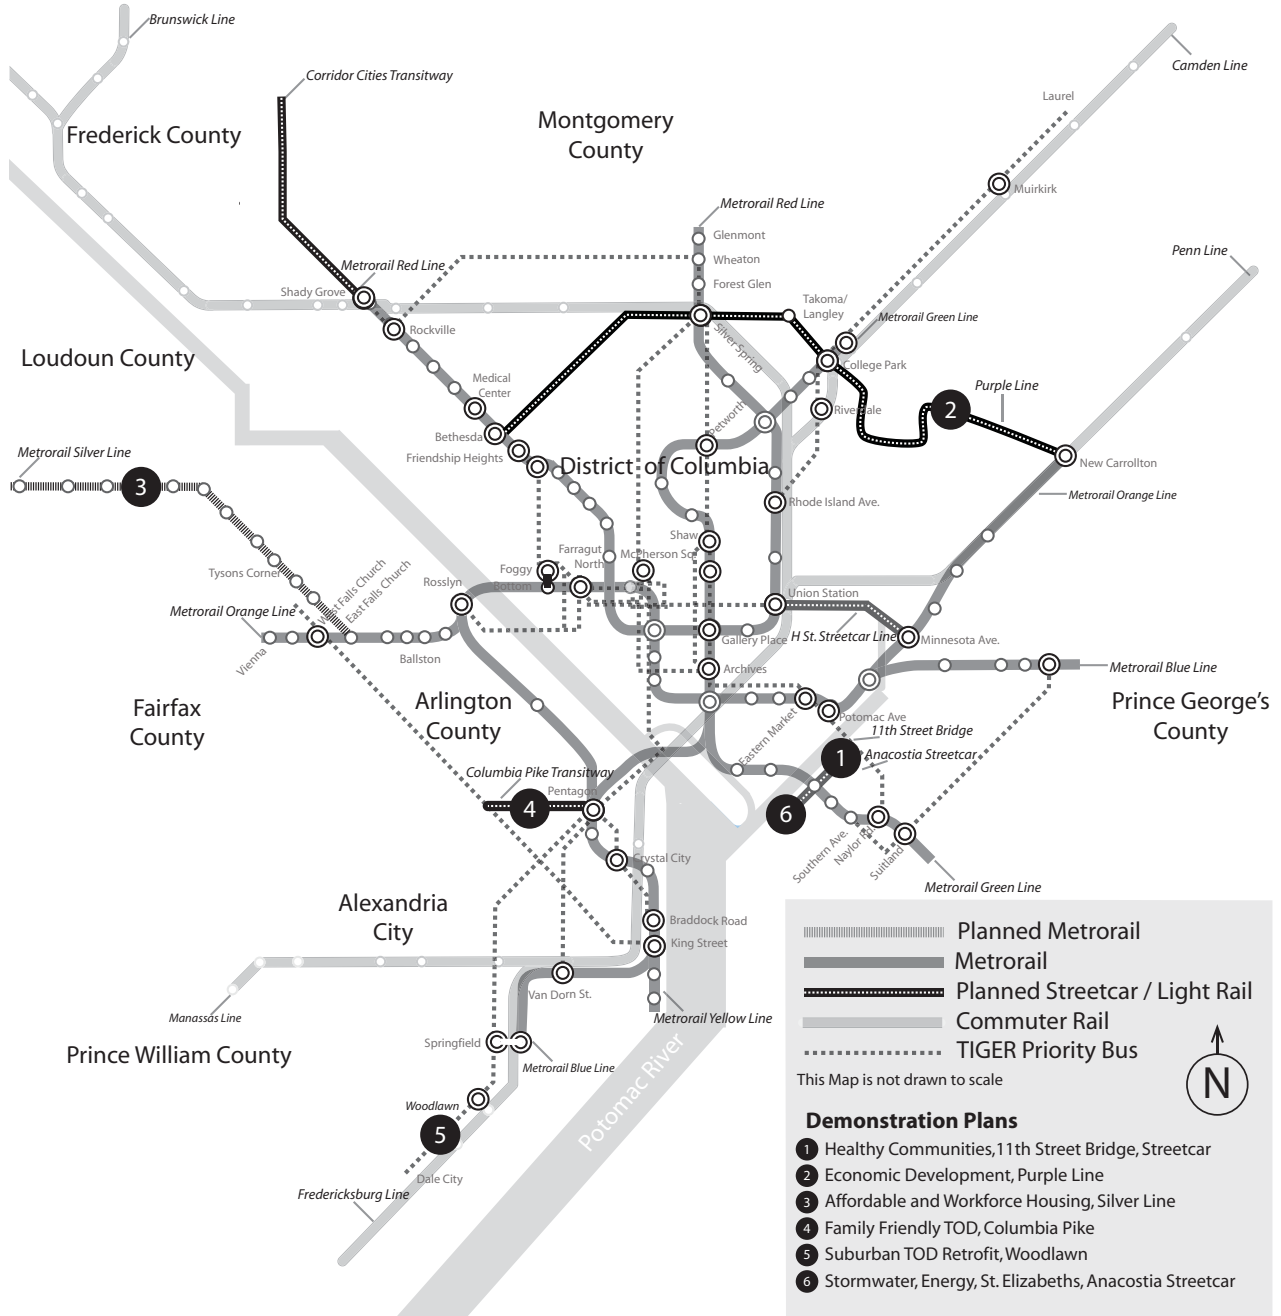 Brunswick Line
Camden Line
Corridor Cities Transitway
Laurel
Frederick County
Montgomery
County
Muirkirk
Metrorail Red Line
Glenmont
Wheaton
Forest Glen
Penn Line
Metrorail Red Line
Shady Grove
Rockville
Takoma/
Langley
Metrorail Green Line
Silver Spring
College Park
Loudoun County
Medical
Center
Purple Line
2
Petworth
Riverdale
Bethesda
Friendship Heights
District of Columbia
New Carrollton
Metrorail Orange Line
Metrorail Silver Line
3
Rhode Island Ave.
Shaw
Farragut
North
McPherson Sq.
Foggy
Bottom
Tysons Corner
West Falls Church
East Falls Church
Rosslyn
Union Station
Metrorail Orange Line
H St. Streetcar Line
Minnesota Ave.
Gallery Place
Vienna
Ballston
Archives
Metrorail Blue Line
Fairfax
County
Arlington
County
Prince George's
County
Eastern Market
Potomac Ave
11th Street Bridge
1
Anacostia Streetcar
Columbia Pike Transitway
Pentagon
4
6
Southern Ave.
Naylor Rd.
Suitland
Crystal City
Metrorail Green Line
Alexandria
City
Braddock Road
King Street
Van Dorn St.
Manassas Line
Metrorail Yellow Line
Prince William County
Springfield
Metrorail Blue Line
Potomac River
Woodlawn
5
Dale City
Fredericksburg Line
Planned Metrorail
Metrorail
Planned Streetcar / Light Rail
Commuter Rail
TIGER Priority Bus
This Map is not drawn to scale
N
Demonstration Plans
1 Healthy Communities,11th Street Bridge, Streetcar
2 Economic Development, Purple Line
3 Affordable and Workforce Housing, Silver Line
4 Family Friendly TOD, Columbia Pike
5 Suburban TOD Retrofit, Woodlawn
6 Stormwater, Energy, St. Elizabeths, Anacostia Streetcar